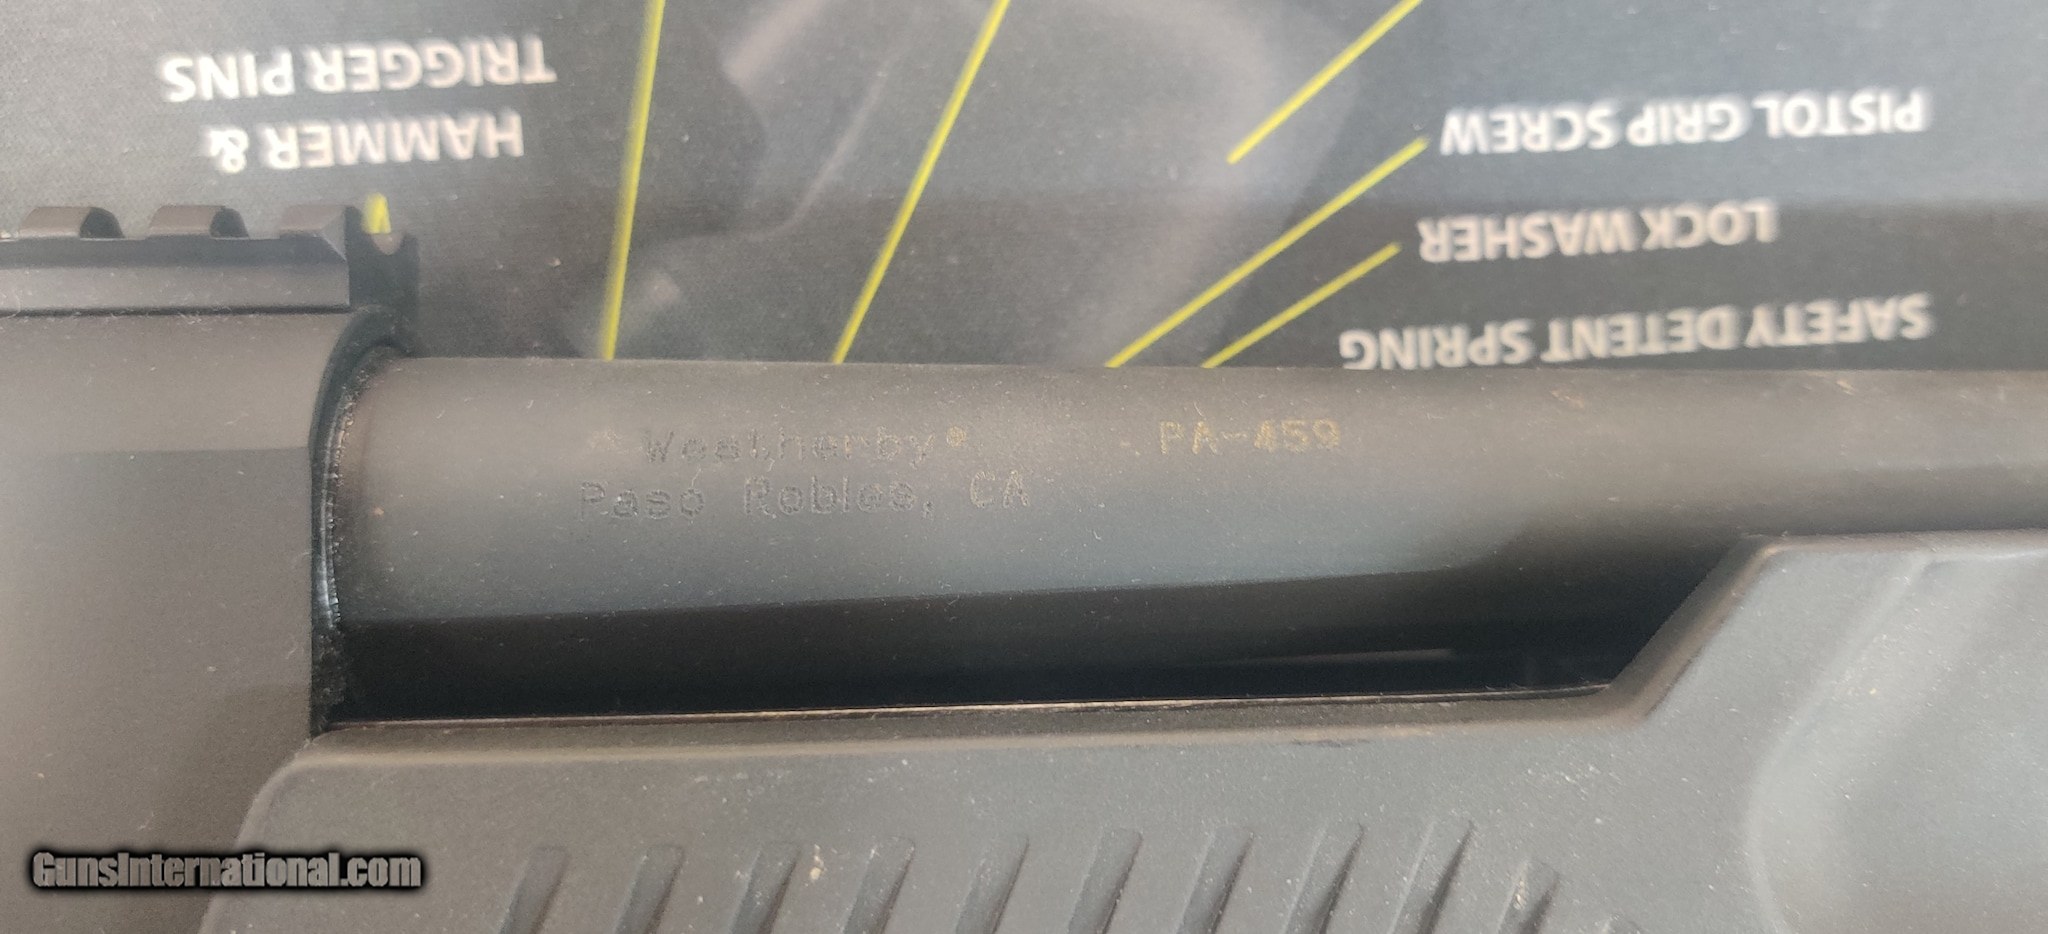 HAMMER &
TRIGGER PINS
PISTOL GRIP SCREW
LOCK WASHER
SAFETY DETENT SPRING
Weatherby® PA-459
Paso Robles, CA
GunsInternational.com